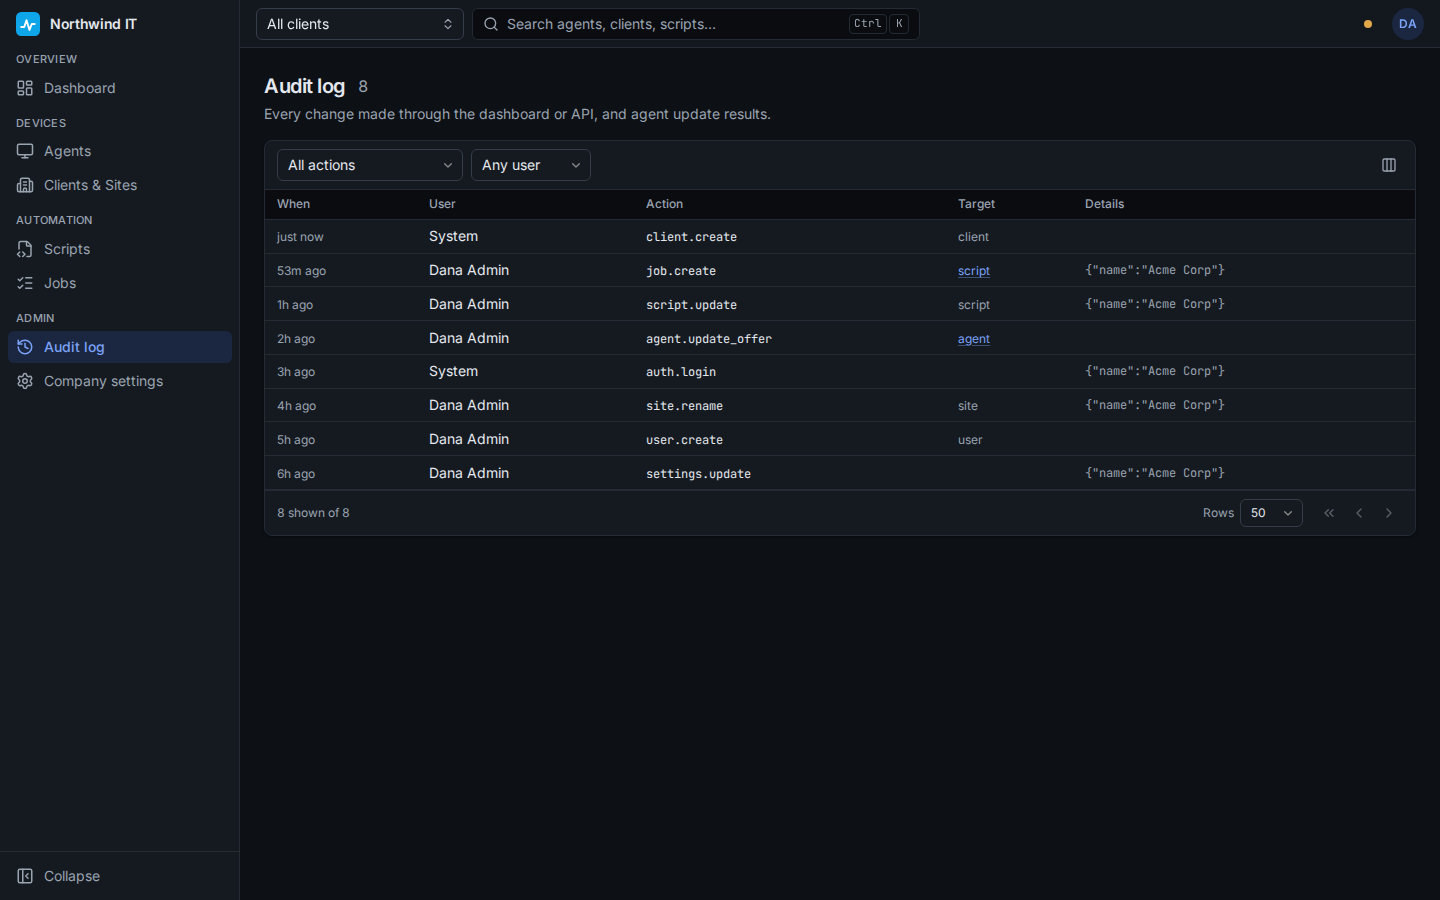 Northwind IT
All clients
Search agents, clients, scripts...
Ctrl K
DA
OVERVIEW
Dashboard
DEVICES
Agents
Clients & Sites
AUTOMATION
Scripts
Jobs
ADMIN
Audit log
Company settings
Collapse
Audit log 8
Every change made through the dashboard or API, and agent update results.
All actions
Any user
When User Action Target Details
just now System client.create client
53m ago Dana Admin job.create script {"name":"Acme Corp"}
1h ago Dana Admin script.update script {"name":"Acme Corp"}
2h ago Dana Admin agent.update_offer agent
3h ago System auth.login {"name":"Acme Corp"}
4h ago Dana Admin site.rename site {"name":"Acme Corp"}
5h ago Dana Admin user.create user
6h ago Dana Admin settings.update {"name":"Acme Corp"}
8 shown of 8
Rows 50